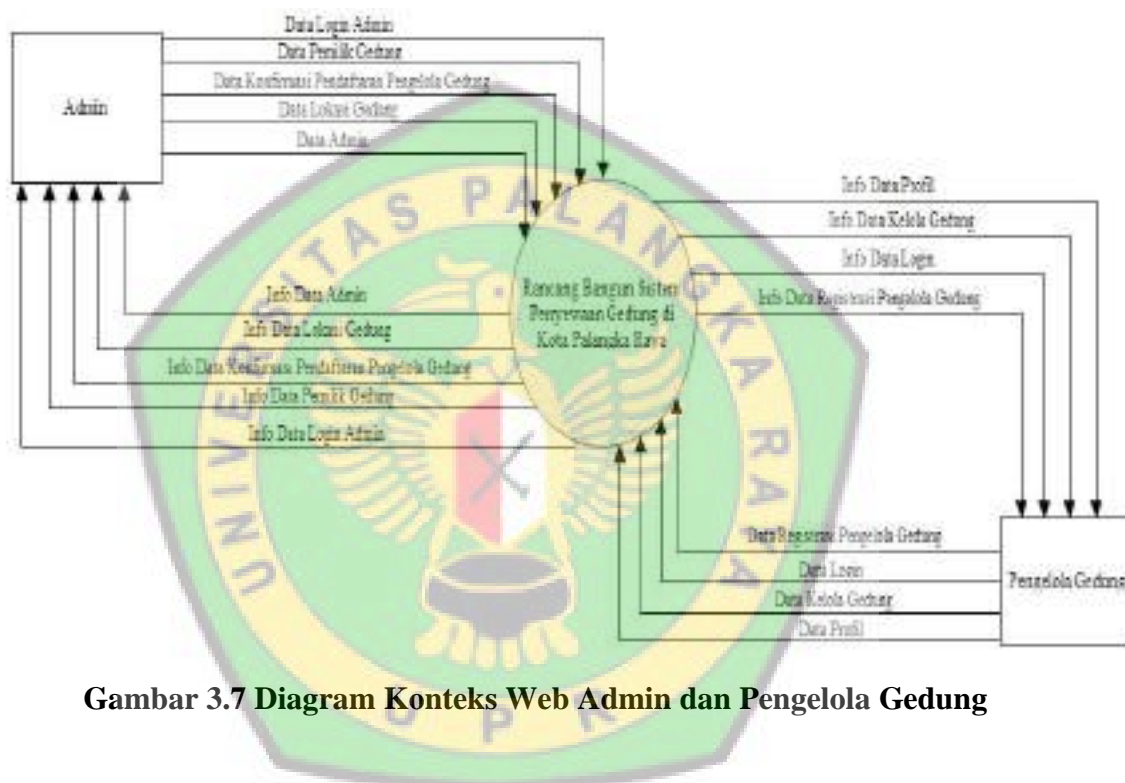 Data Login Admin
Data Pemilik Gedung
Data Konfirmasi Pendaftaran Pengelola Gedung
Data Lokasi Gedung
Data Admin
Admin
Info Data Profil
Info Data Kelola Gedung
Info Data Login
Info Data Registrasi Pengelola Gedung
Rancang Bangun Sistem
Penyewaan Gedung di
Kota Palangka Raya
Info Data Admin
Info Data Lokasi Gedung
Info Data Konfirmasi Pendaftaran Pengelola Gedung
Info Data Pemilik Gedung
Info Data Login Admin
Data Registrasi Pengelola Gedung
Data Login
Data Kelola Gedung
Data Profil
Pengelola Gedung
UNIVERSITAS PALANGKA RAYA
UPR
Gambar 3.7 Diagram Konteks Web Admin dan Pengelola Gedung